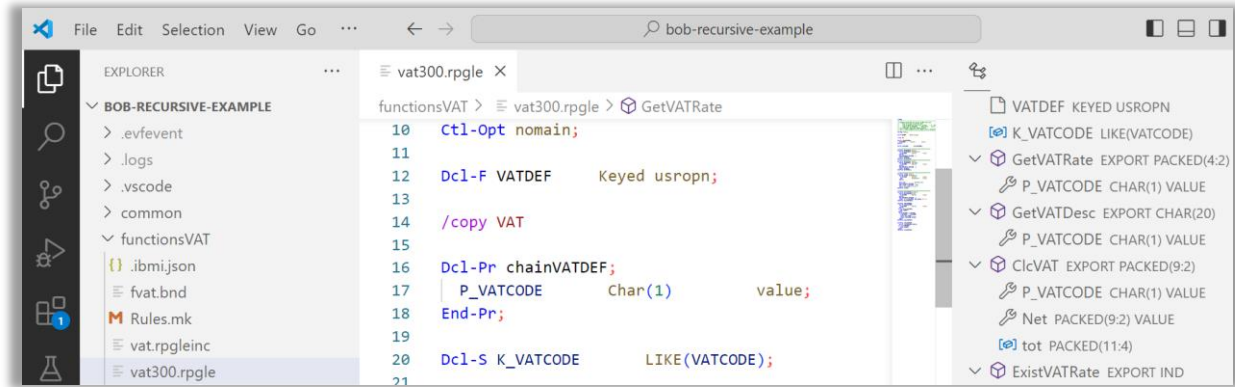 File Edit Selection View Go ··· ← → bob-recursive-example
EXPLORER ···
BOB-RECURSIVE-EXAMPLE
.evfevent
.logs
.vscode
common
functionsVAT
{} .ibmi.json
fvat.bnd
M Rules.mk
vat.rpgleinc
vat300.rpgle
1
vat300.rpgle × ···
functionsVAT > vat300.rpgle > GetVATRate
10 Ctl-Opt nomain;
11
12 Dcl-F VATDEF Keyed usropn;
13
14 /copy VAT
15
16 Dcl-Pr chainVATDEF;
17 P_VATCODE Char(1) value;
18 End-Pr;
19
20 Dcl-S K_VATCODE LIKE(VATCODE);
21
VATDEF KEYED USROPN
K_VATCODE LIKE(VATCODE)
GetVATRate EXPORT PACKED(4:2)
P_VATCODE CHAR(1) VALUE
GetVATDesc EXPORT CHAR(20)
P_VATCODE CHAR(1) VALUE
ClcVAT EXPORT PACKED(9:2)
P_VATCODE CHAR(1) VALUE
Net PACKED(9:2) VALUE
tot PACKED(11:4)
ExistVATRate EXPORT IND